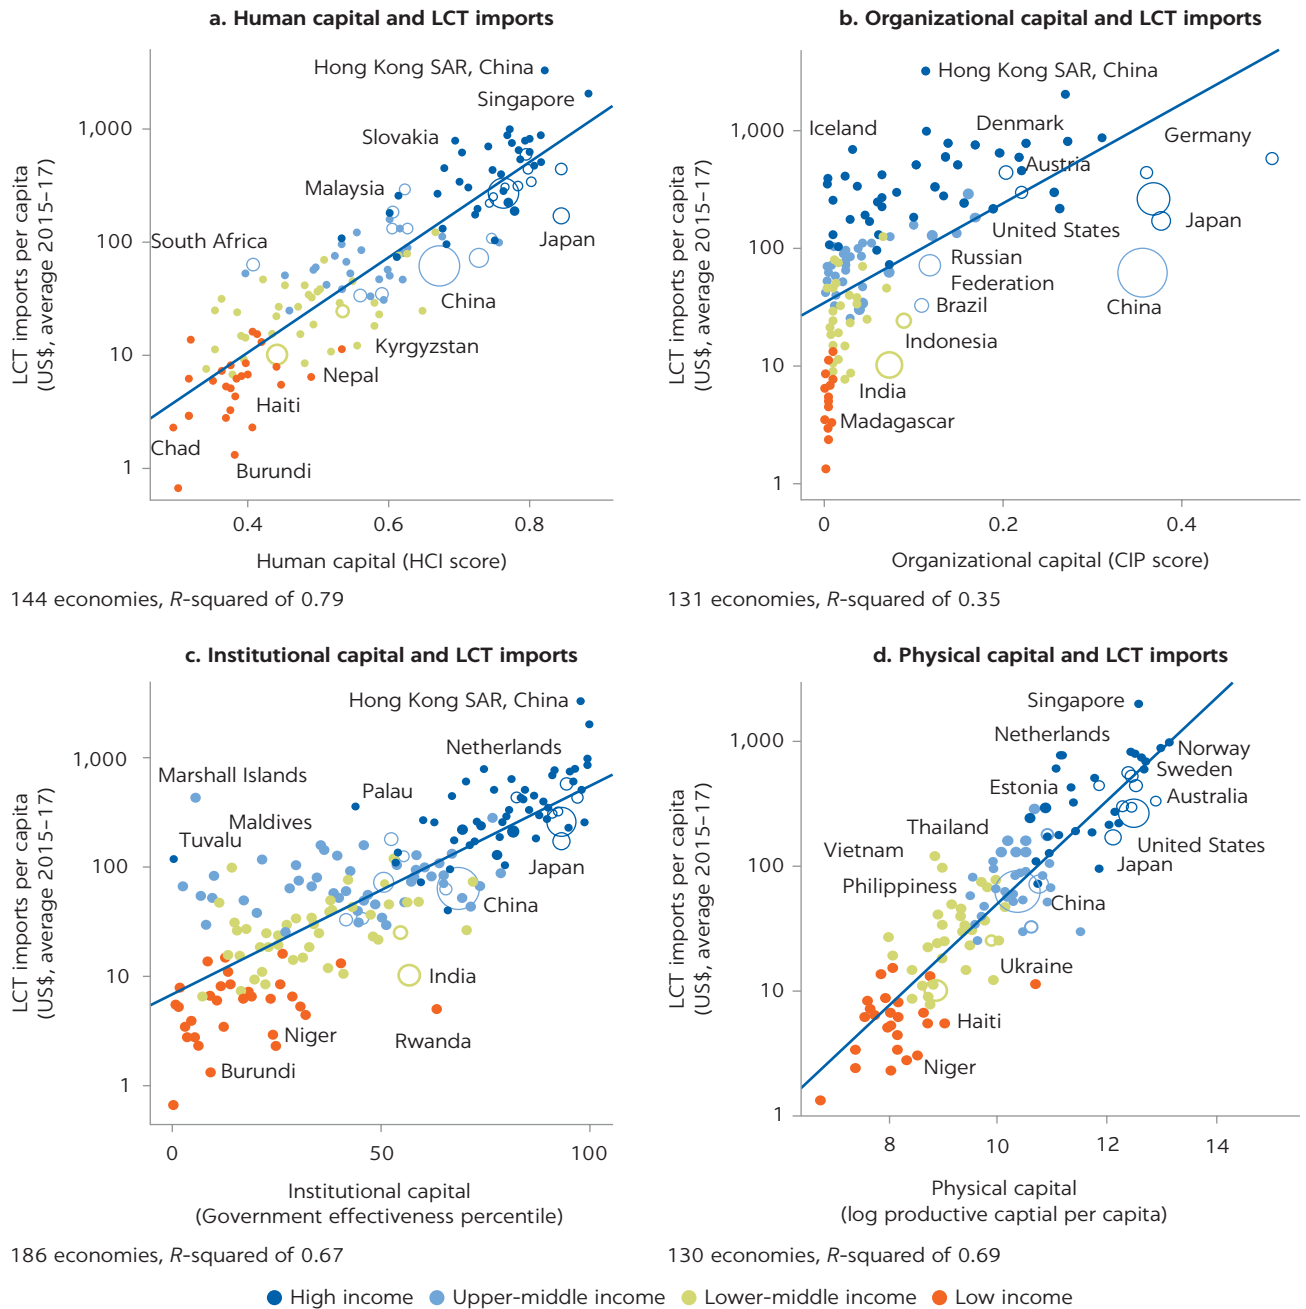 a. Human capital and LCT imports
LCT imports per capita
(US$, average 2015–17)
1,000
100
10
1
Hong Kong SAR, China
Singapore
Slovakia
Malaysia
South Africa
Japan
China
Kyrgyzstan
Nepal
Haiti
Chad
Burundi
0.4
0.6
0.8
Human capital (HCI score)
144 economies, R-squared of 0.79
b. Organizational capital and LCT imports
LCT imports per capita
(US$, average 2015–17)
1,000
100
10
1
Hong Kong SAR, China
Iceland
Denmark
Germany
Austria
Japan
United States
Russian
Federation
China
Brazil
Indonesia
India
Madagascar
0
0.2
0.4
Organizational capital (CIP score)
131 economies, R-squared of 0.35
c. Institutional capital and LCT imports
LCT imports per capita
(US$, average 2015–17)
1,000
100
10
1
Hong Kong SAR, China
Netherlands
Marshall Islands
Palau
Maldives
Tuvalu
Japan
China
India
Niger
Rwanda
Burundi
0
50
100
Institutional capital
(Government effectiveness percentile)
186 economies, R-squared of 0.67
d. Physical capital and LCT imports
LCT imports per capita
(US$, average 2015–17)
1,000
100
10
1
Singapore
Netherlands
Norway
Sweden
Estonia
Australia
Thailand
United States
Vietnam
Japan
Philippiness
China
Ukraine
Haiti
Niger
8
10
12
14
Physical capital
(log productive captial per capita)
130 economies, R-squared of 0.69
High income
Upper-middle income
Lower-middle income
Low income